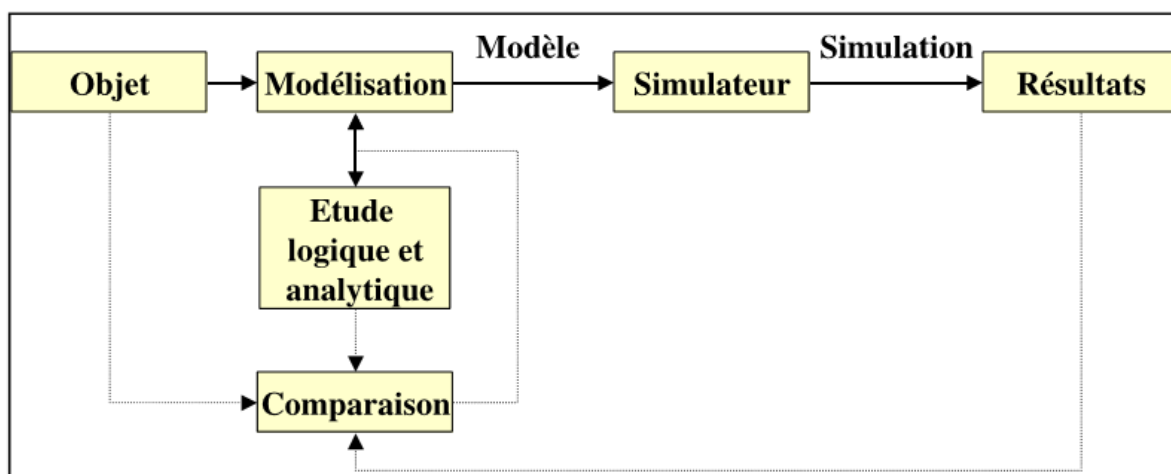 Modèle
Simulation
Objet
Modélisation
Simulateur
Résultats
Etude
logique et
analytique
Comparaison